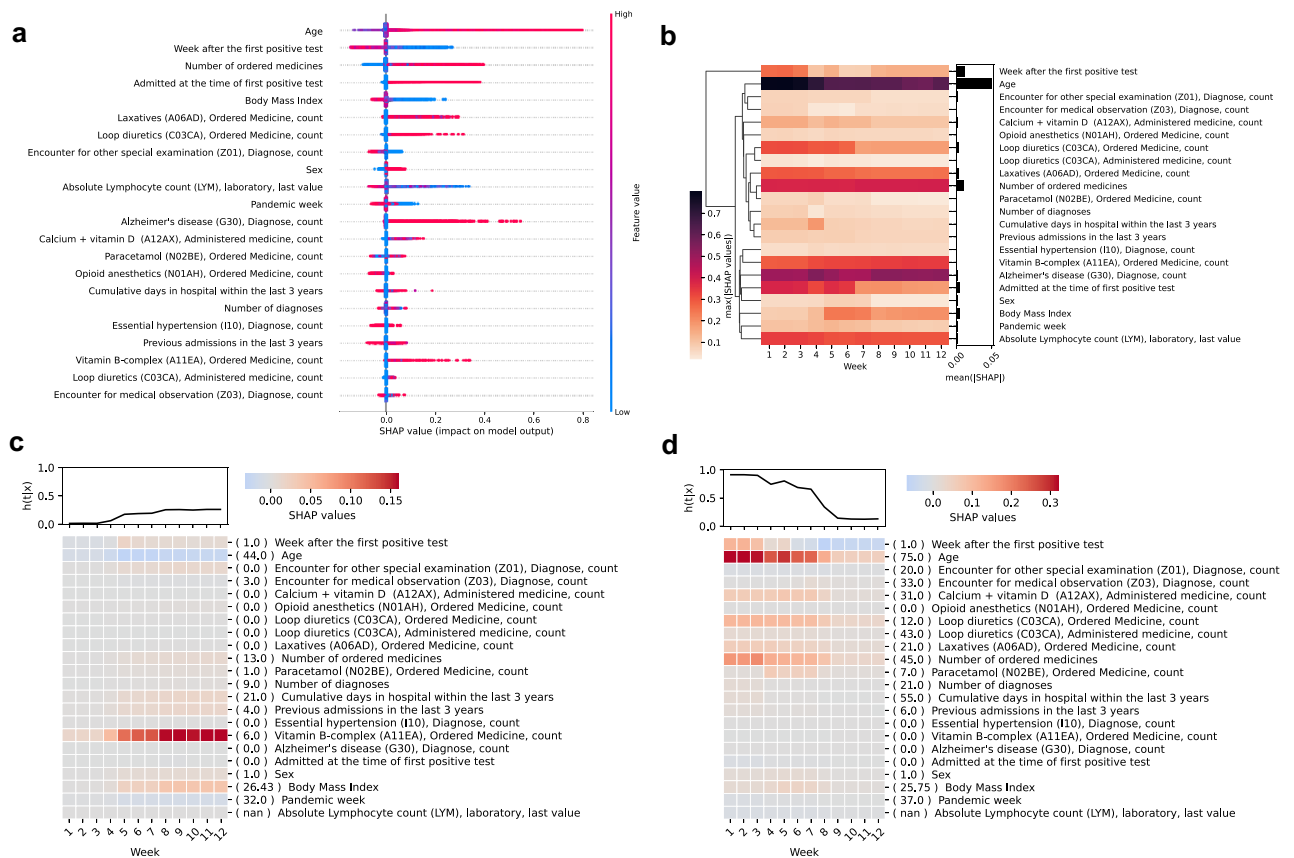 a
Age
Week after the first positive test
Number of ordered medicines
Admitted at the time of first positive test
Body Mass Index
Laxatives (A06AD), Ordered Medicine, count
Loop diuretics (C03CA), Ordered Medicine, count
Encounter for other special examination (Z01), Diagnose, count
Sex
Absolute Lymphocyte count (LYM), laboratory, last value
Pandemic week
Alzheimer's disease (G30), Diagnose, count
Calcium + vitamin D  (A12AX), Administered medicine, count
Paracetamol (N02BE), Ordered Medicine, count
Opioid anesthetics (N01AH), Ordered Medicine, count
Cumulative days in hospital within the last 3 years
Number of diagnoses
Essential hypertension (I10), Diagnose, count
Previous admissions in the last 3 years
Vitamin B-complex (A11EA), Ordered Medicine, count
Loop diuretics (C03CA), Administered medicine, count
Encounter for medical observation (Z03), Diagnose, count
0.0 0.2 0.4 0.6 0.8
SHAP value (impact on model output)
High
Feature value
Low
b
0.7
0.6
0.5
0.4
0.3
0.2
0.1
max(|SHAP values|)
Week after the first positive test
Age
Encounter for other special examination (Z01), Diagnose, count
Encounter for medical observation (Z03), Diagnose, count
Calcium + vitamin D  (A12AX), Administered medicine, count
Opioid anesthetics (N01AH), Ordered Medicine, count
Loop diuretics (C03CA), Ordered Medicine, count
Loop diuretics (C03CA), Administered medicine, count
Laxatives (A06AD), Ordered Medicine, count
Number of ordered medicines
Paracetamol (N02BE), Ordered Medicine, count
Number of diagnoses
Cumulative days in hospital within the last 3 years
Previous admissions in the last 3 years
Essential hypertension (I10), Diagnose, count
Vitamin B-complex (A11EA), Ordered Medicine, count
Alzheimer's disease (G30), Diagnose, count
Admitted at the time of first positive test
Sex
Body Mass Index
Pandemic week
Absolute Lymphocyte count (LYM), laboratory, last value
1 2 3 4 5 6 7 8 9 10 11 12
Week
0.00 0.05
mean(|SHAP|)
c
1.0
0.5
0.0
h(t|x)
0.00 0.05 0.10 0.15
SHAP values
(1.0 )  Week after the first positive test
( 44.0 )  Age
( 0.0 )  Encounter for other special examination (Z01), Diagnose, count
( 3.0 )  Encounter for medical observation (Z03), Diagnose, count
( 0.0 )  Calcium + vitamin D  (A12AX), Administered medicine, count
( 0.0 )  Opioid anesthetics (N01AH), Ordered Medicine, count
( 0.0 )  Loop diuretics (C03CA), Ordered Medicine, count
( 0.0 )  Loop diuretics (C03CA), Administered medicine, count
( 0.0 )  Laxatives (A06AD), Ordered Medicine, count
( 13.0 )  Number of ordered medicines
( 1.0 )  Paracetamol (N02BE), Ordered Medicine, count
( 9.0 )  Number of diagnoses
( 21.0 )  Cumulative days in hospital within the last 3 years
( 4.0 )  Previous admissions in the last 3 years
( 0.0 )  Essential hypertension (I10), Diagnose, count
( 6.0 )  Vitamin B-complex (A11EA), Ordered Medicine, count
( 0.0 )  Alzheimer's disease (G30), Diagnose, count
( 0.0 )  Admitted at the time of first positive test
( 1.0 )  Sex
( 26.43 )  Body Mass Index
( 32.0 )  Pandemic week
( nan )  Absolute Lymphocyte count (LYM), laboratory, last value
1 2 3 4 5 6 7 8 9 10 11 12
Week
d
1.0
0.5
0.0
h(t|x)
0.0 0.2 0.3
SHAP values
( 1.0 )  Week after the first positive test
( 75.0 )  Age
( 20.0 )  Encounter for other special examination (Z01), Diagnose, count
( 33.0 )  Encounter for medical observation (Z03), Diagnose, count
( 31.0 )  Calcium + vitamin D  (A12AX), Administered medicine, count
( 0.0 )  Opioid anesthetics (N01AH), Ordered Medicine, count
( 12.0 )  Loop diuretics (C03CA), Ordered Medicine, count
( 43.0 )  Loop diuretics (C03CA), Administered medicine, count
( 21.0 )  Laxatives (A06AD), Ordered Medicine, count
( 45.0 )  Number of ordered medicines
( 7.0 )  Paracetamol (N02BE), Ordered Medicine, count
( 21.0 )  Number of diagnoses
( 55.0 )  Cumulative days in hospital within the last 3 years
( 6.0 )  Previous admissions in the last 3 years
( 0.0 )  Essential hypertension (I10), Diagnose, count
( 0.0 )  Vitamin B-complex (A11EA), Ordered Medicine, count
( 0.0 )  Alzheimer's disease (G30), Diagnose, count
( 0.0 )  Admitted at the time of first positive test
( 1.0 )  Sex
( 25.75 )  Body Mass Index
( 37.0 )  Pandemic week
( nan )  Absolute Lymphocyte count (LYM), laboratory, last value
1 2 3 4 5 6 7 8 9 10 11 12
Week